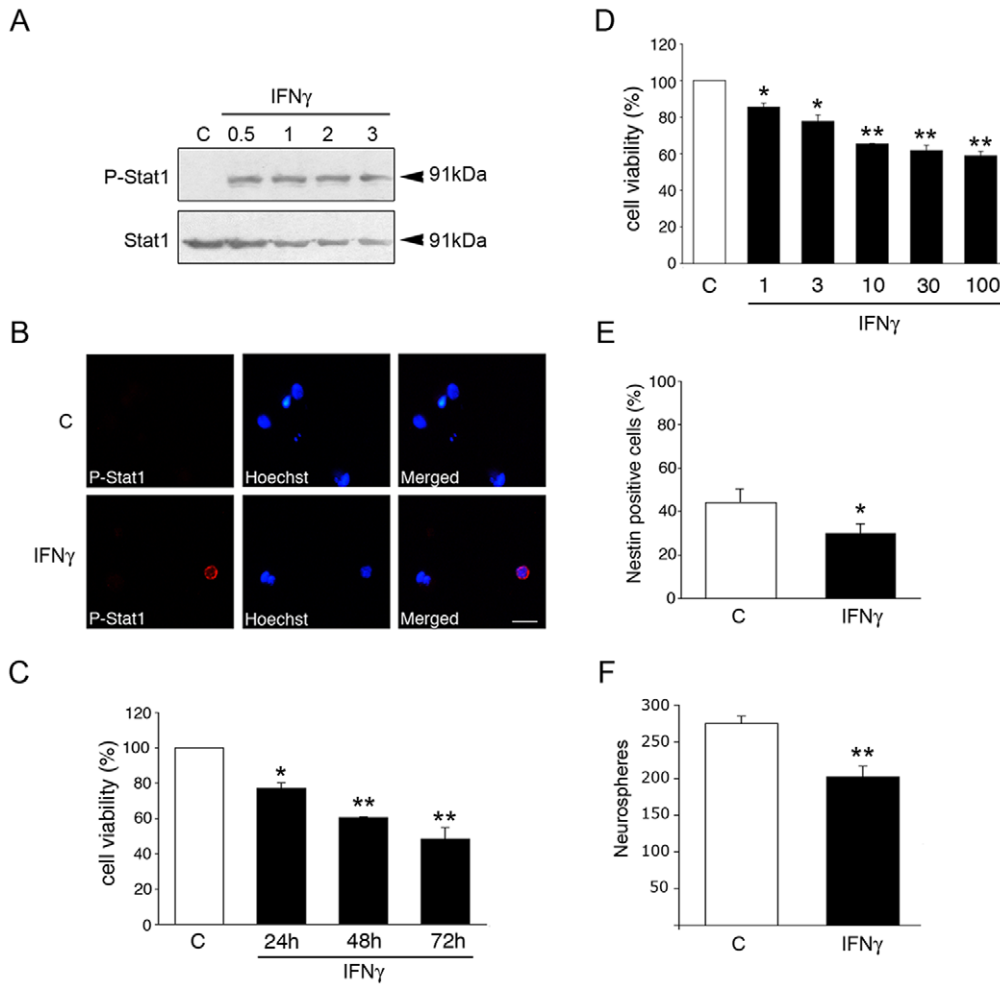 A
IFNγ
C 0.5 1 2 3
P-Stat1 91kDa
Stat1 91kDa
B
C
P-Stat1 Hoechst Merged
IFNγ
P-Stat1 Hoechst Merged
C
cell viability (%)
120
100
80
60
40
20
0
* ** **
C 24h 48h 72h
IFNγ
D
cell viability (%)
120
100
80
60
40
20
0
* * ** ** **
C 1 3 10 30 100
IFNγ
E
Nestin positive cells (%)
100
80
60
40
20
0
*
C IFNγ
F
Neurospheres
300
250
200
150
100
50
**
C IFNγ